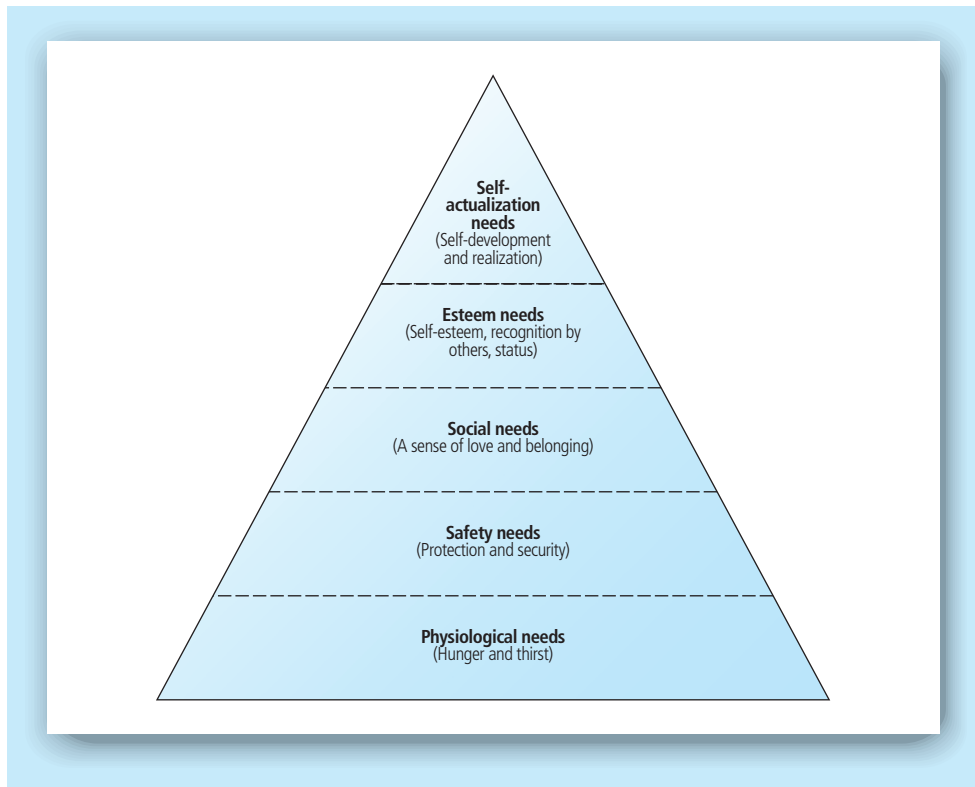 Self-
actualization
needs
(Self-development
and realization)
Esteem needs
(Self-esteem, recognition by
others, status)
Social needs
(A sense of love and belonging)
Safety needs
(Protection and security)
Physiological needs
(Hunger and thirst)